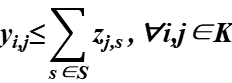 y_{i,j} ≤ ∑_{s∈S} z_{j,s}, ∀i,j ∈ K